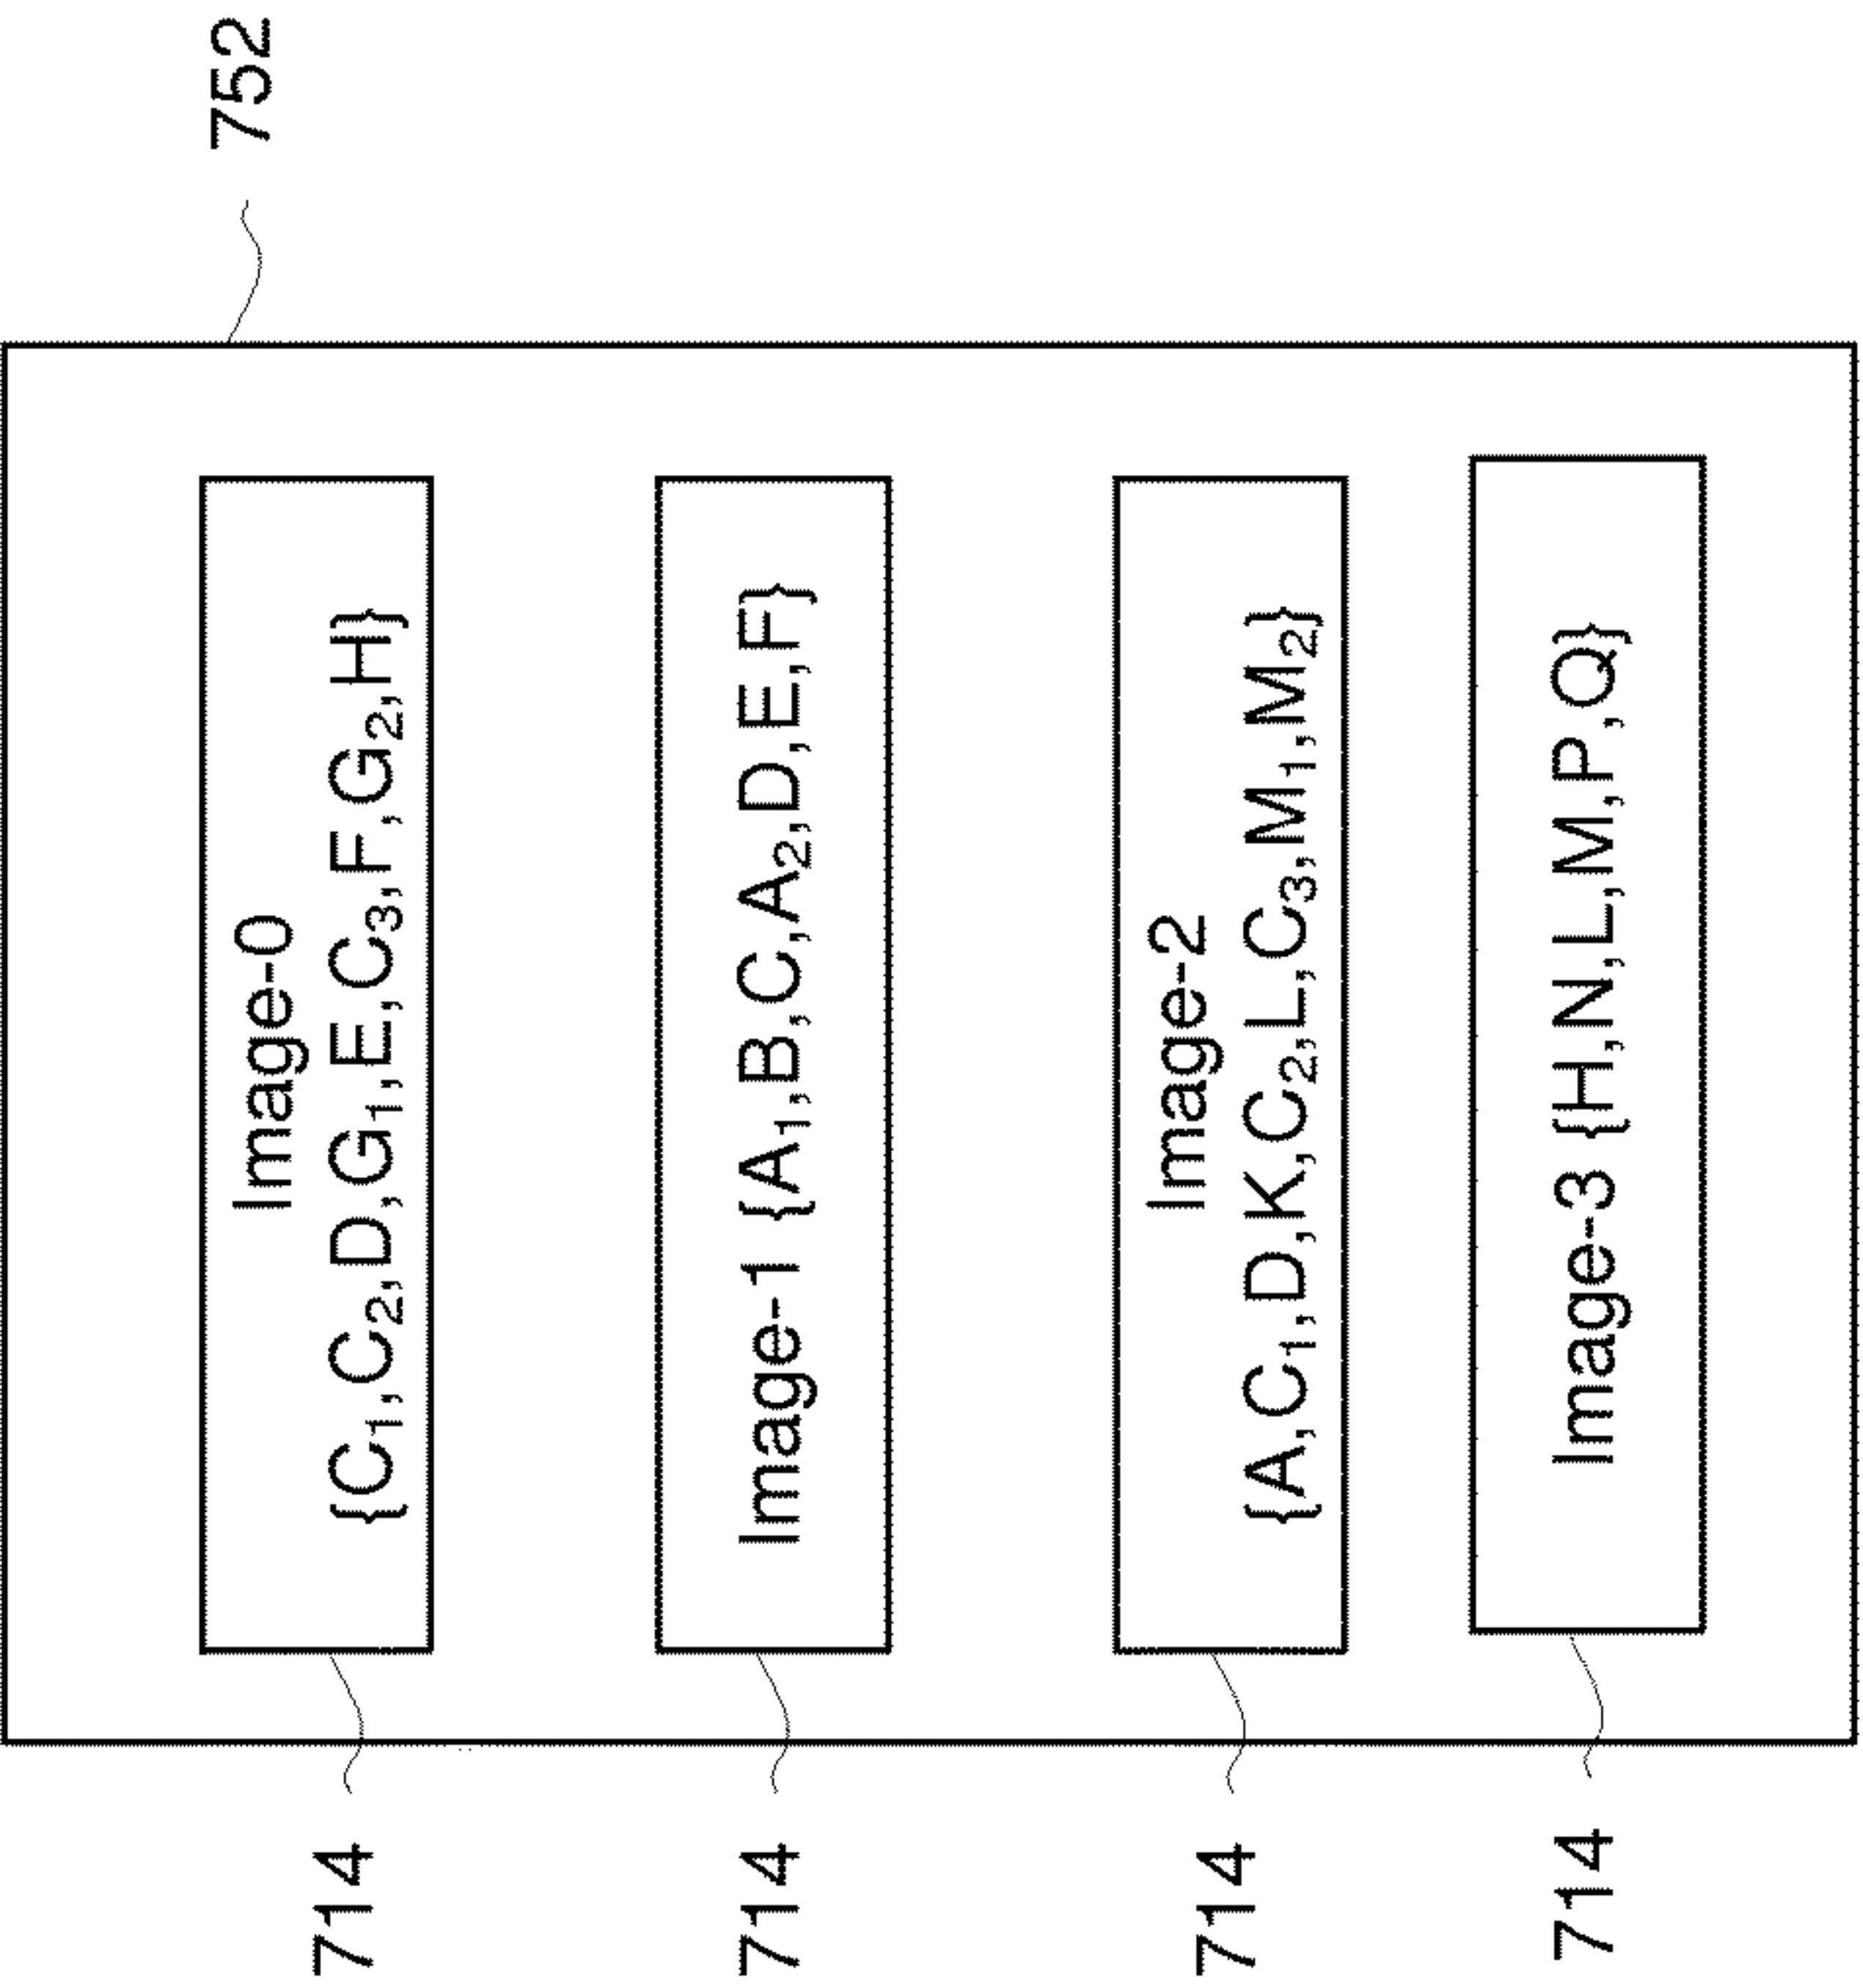 752
714
Image-0
{C₁,C₂,D,G₁,E,C₃,F,G₂,H}
714
Image-1 {A₁,B,C,A₂,D,E,F}
714
Image-2
{A,C₁,D,K,C₂,L,C₃,M₁,M₂}
714
Image-3 {H,N,L,M,P,Q}